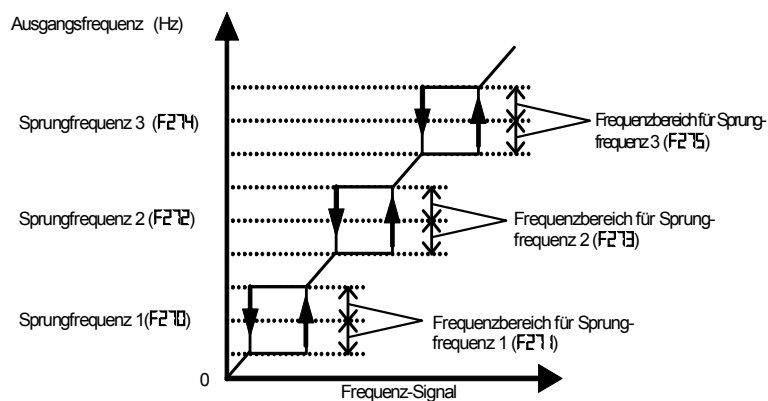 Ausgangsfrequenz (Hz)
Sprungfrequenz 3 (F274)
Frequenzbereich für Sprung-
frequenz 3 (F275)
Sprungfrequenz 2 (F272)
Frequenzbereich für Sprung-
frequenz 2 (F273)
Sprungfrequenz 1(F270)
Frequenzbereich für Sprung-
frequenz 1 (F271)
0
Frequenz-Signal